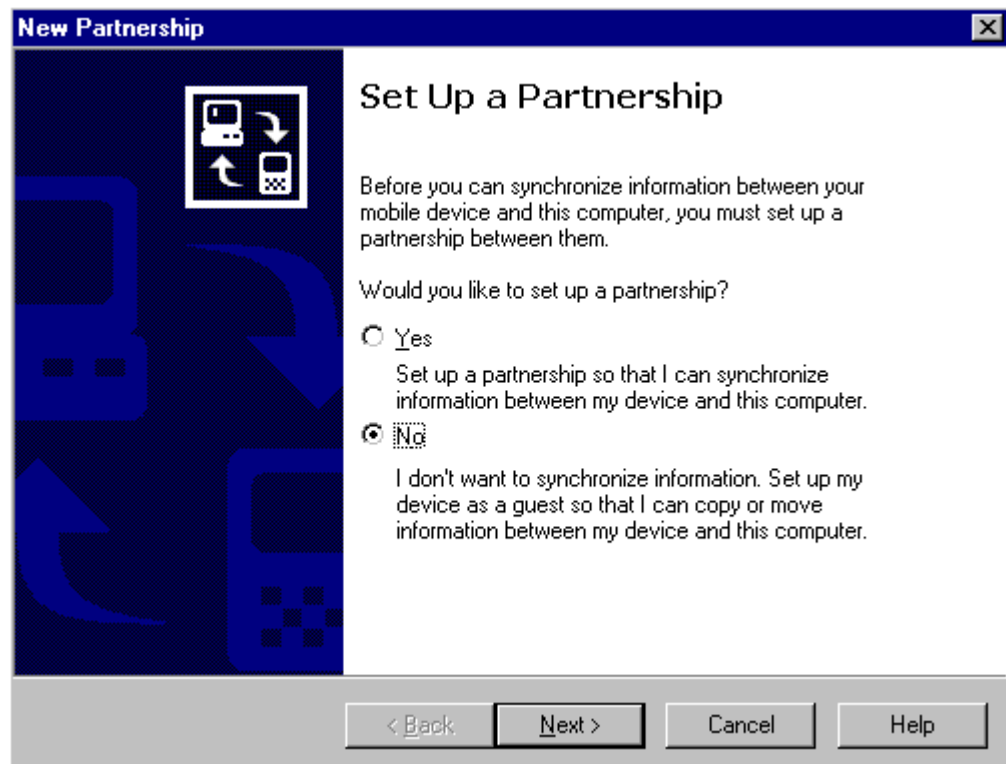 New Partnership
Set Up a Partnership
Before you can synchronize information between your
mobile device and this computer, you must set up a
partnership between them.
Would you like to set up a partnership?
Yes
Set up a partnership so that I can synchronize
information between my device and this computer.
No
I don't want to synchronize information. Set up my
device as a guest so that I can copy or move
information between my device and this computer.
< Back Next > Cancel Help